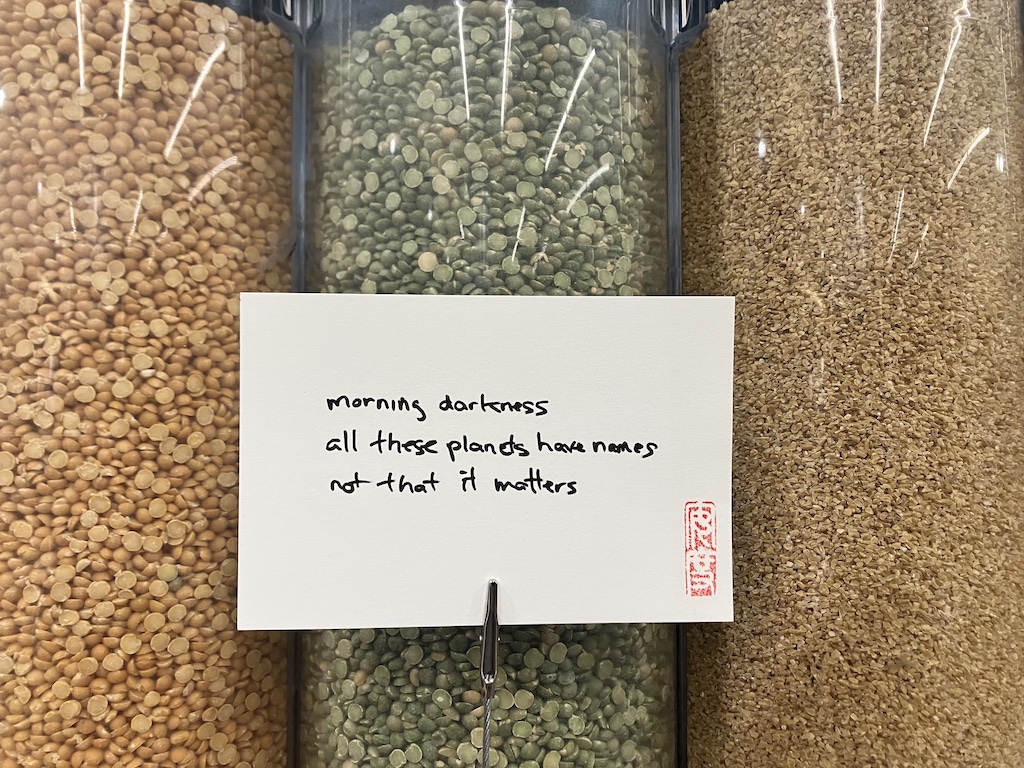 morning darkness
all these planets have names
not that it matters